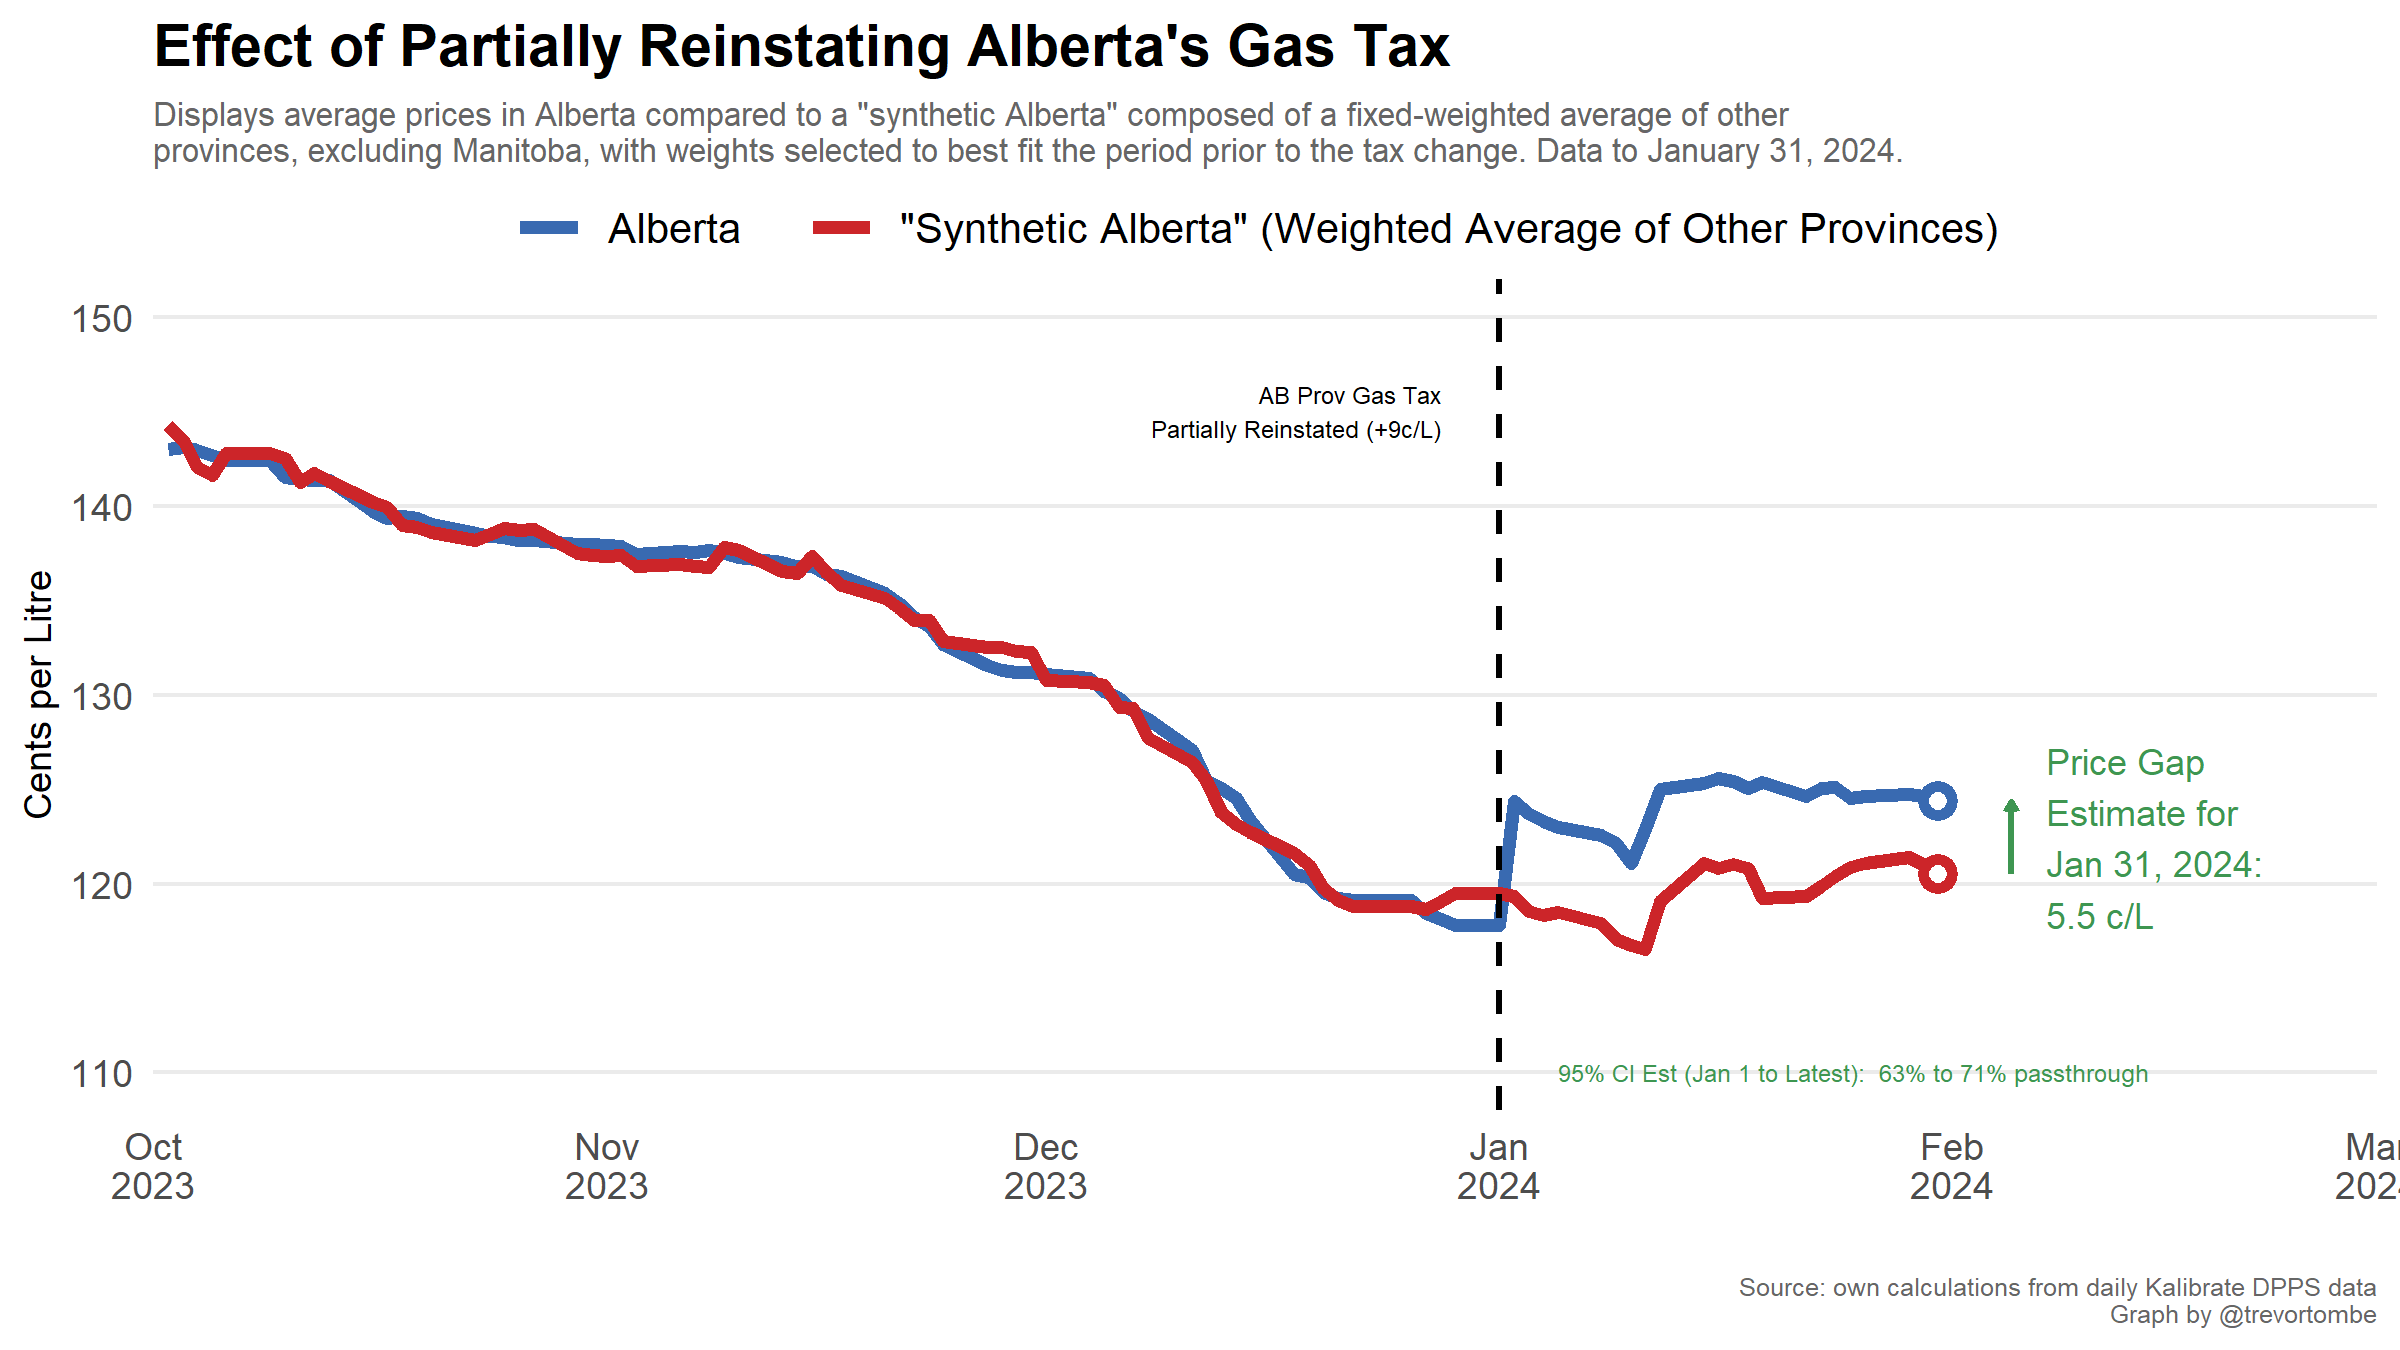 Effect of Partially Reinstating Alberta's Gas Tax
Displays average prices in Alberta compared to a "synthetic Alberta" composed of a fixed-weighted average of other
provinces, excluding Manitoba, with weights selected to best fit the period prior to the tax change. Data to January 31, 2024.
Alberta
"Synthetic Alberta" (Weighted Average of Other Provinces)
Cents per Litre
150
140
130
120
110
AB Prov Gas Tax
Partially Reinstated (+9c/L)
Price Gap
Estimate for
Jan 31, 2024:
5.5 c/L
95% CI Est (Jan 1 to Latest):  63% to 71% passthrough
Oct
2023
Nov
2023
Dec
2023
Jan
2024
Feb
2024
Mar
202
Source: own calculations from daily Kalibrate DPPS data
Graph by @trevortombe